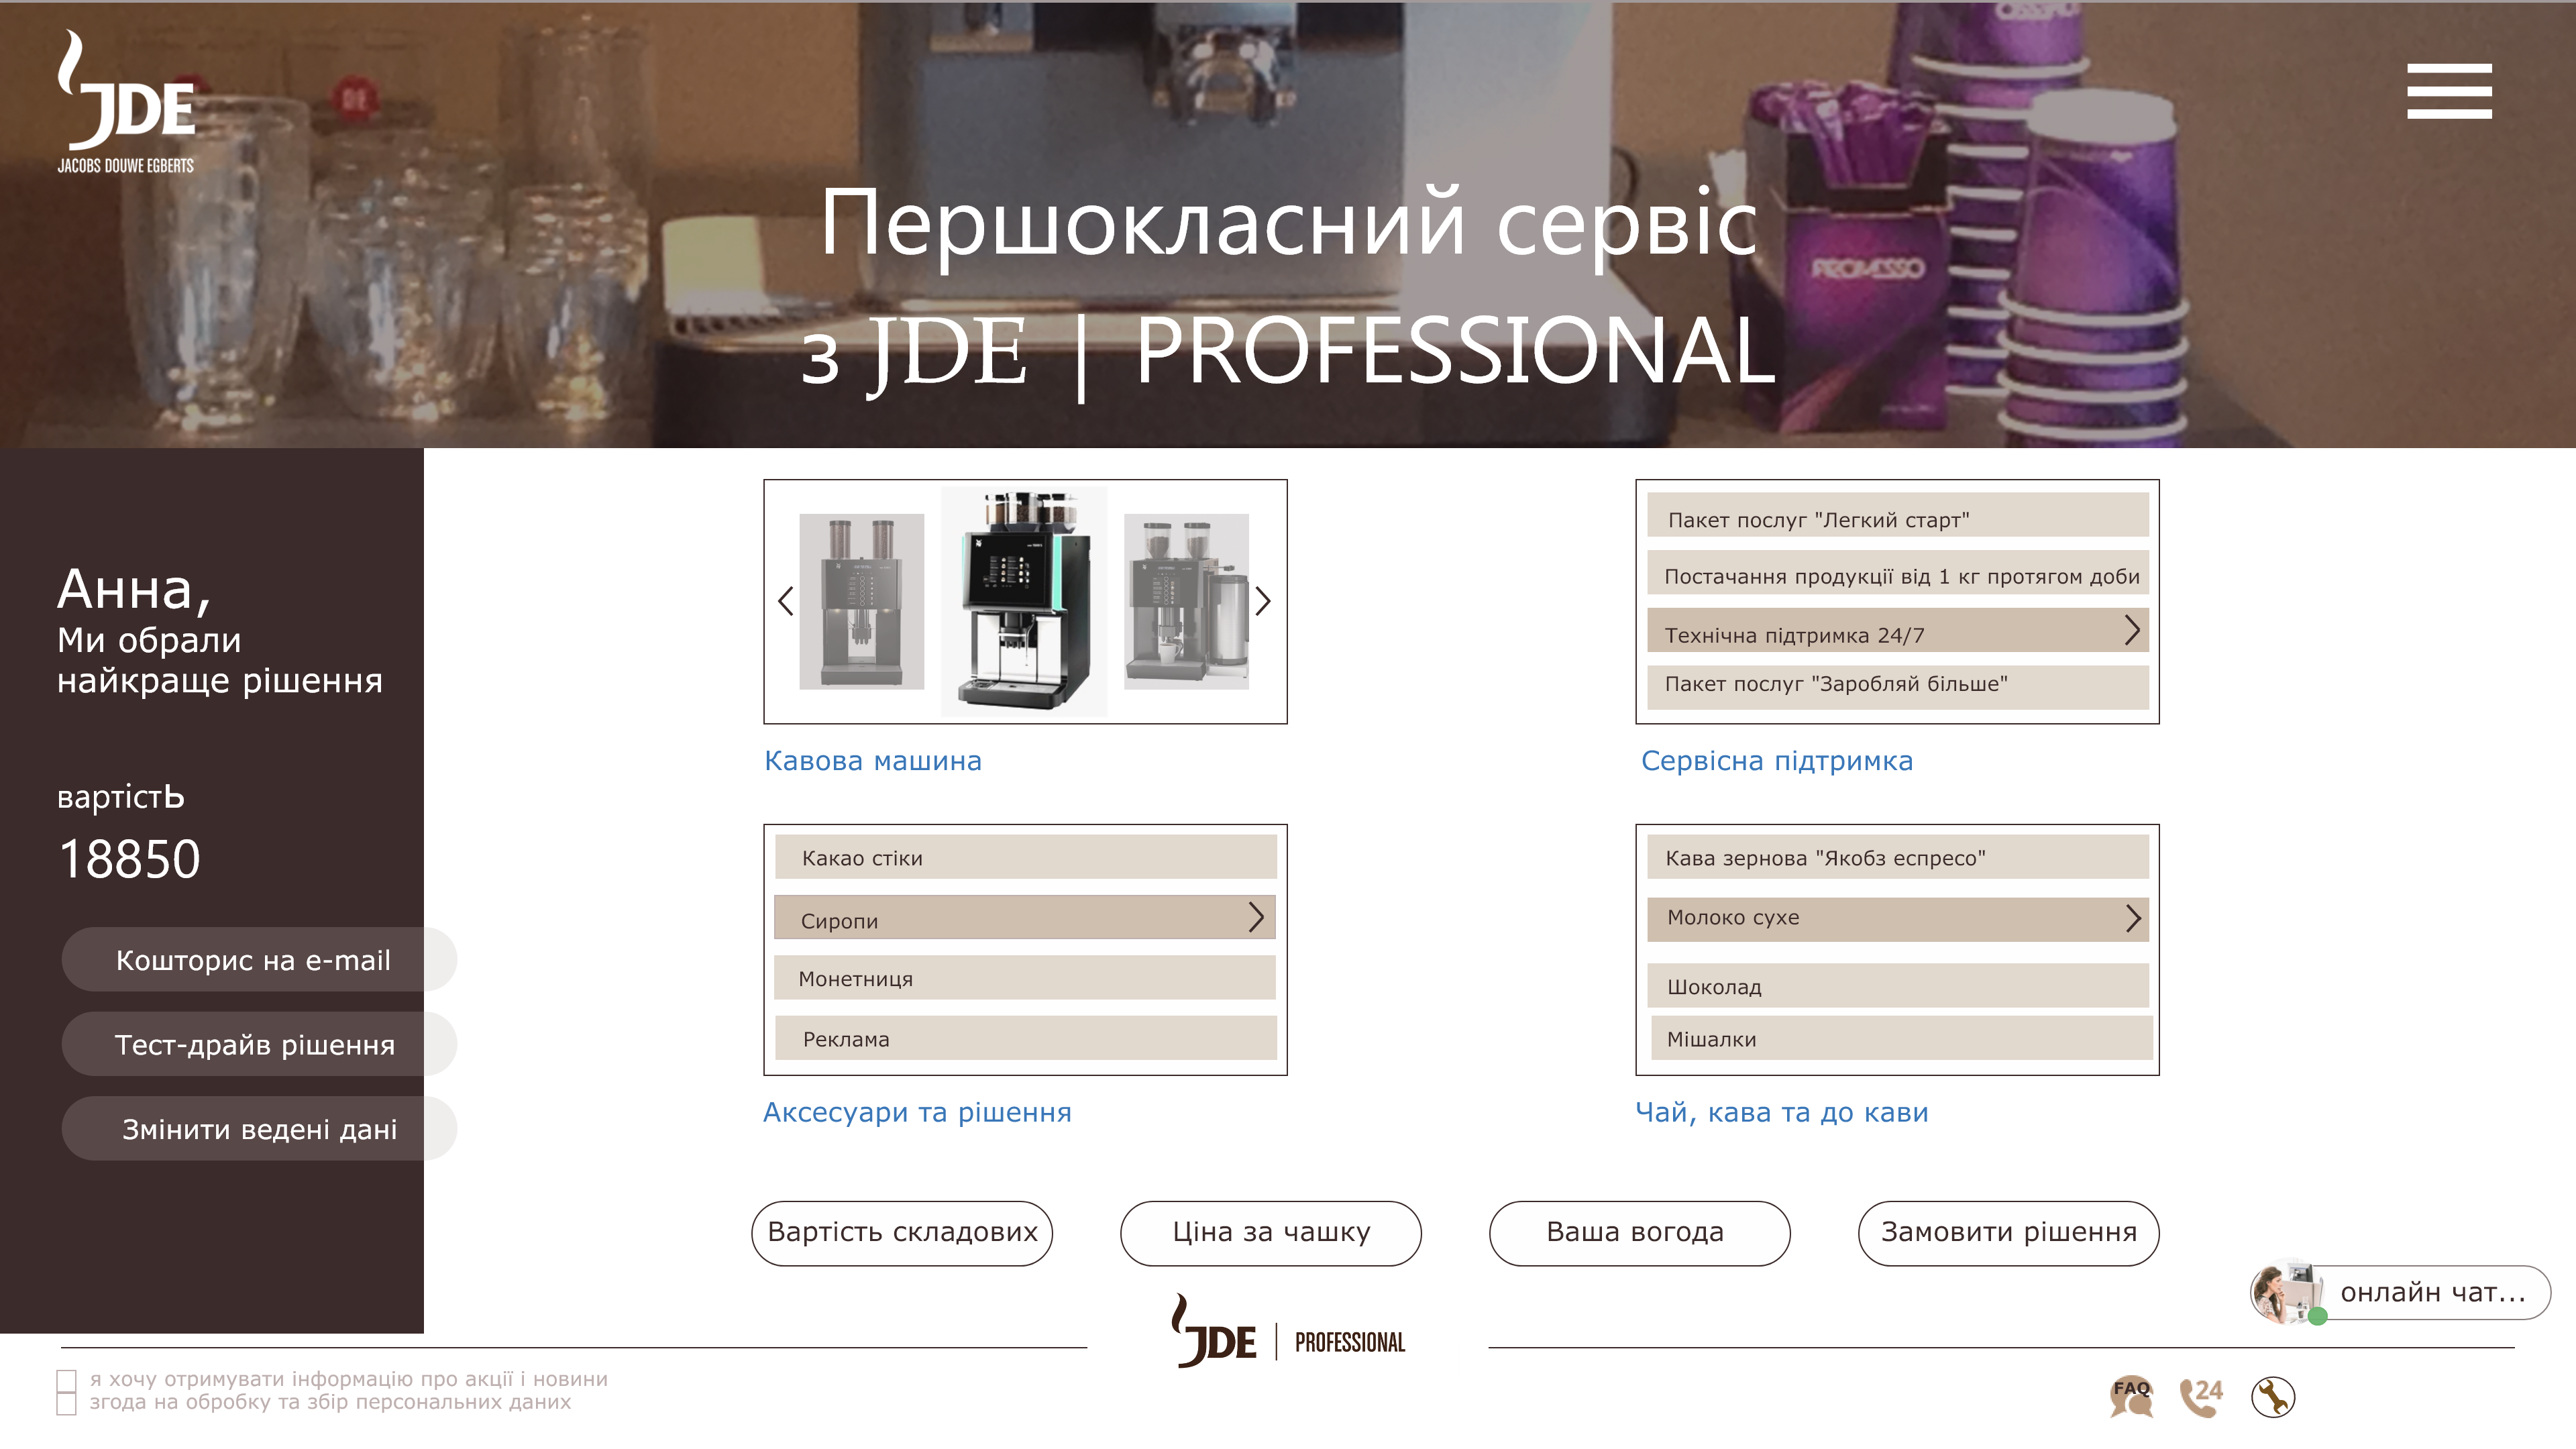 JDE
JACOBS DOUWE EGBERTS
Першокласний сервіс
з JDE | PROFESSIONAL
PROMESSO
Анна,
Ми обрали
найкраще рішення
вартість
18850
Кошторис на e-mail
Тест-драйв рішення
Змінити ведені дані
Кавова машина
Пакет послуг "Легкий старт"
Постачання продукції від 1 кг протягом доби
Технічна підтримка 24/7
Пакет послуг "Заробляй більше"
Сервісна підтримка
Какао стіки
Сиропи
Монетниця
Реклама
Аксесуари та рішення
Кава зернова "Якобз еспресо"
Молоко сухе
Шоколад
Мішалки
Чай, кава та до кави
Вартість складових
Ціна за чашку
Ваша вогода
Замовити рішення
онлайн чат...
JDE | PROFESSIONAL
я хочу отримувати інформацію про акції і новини
згода на обробку та збір персональних даних
FAQ
24